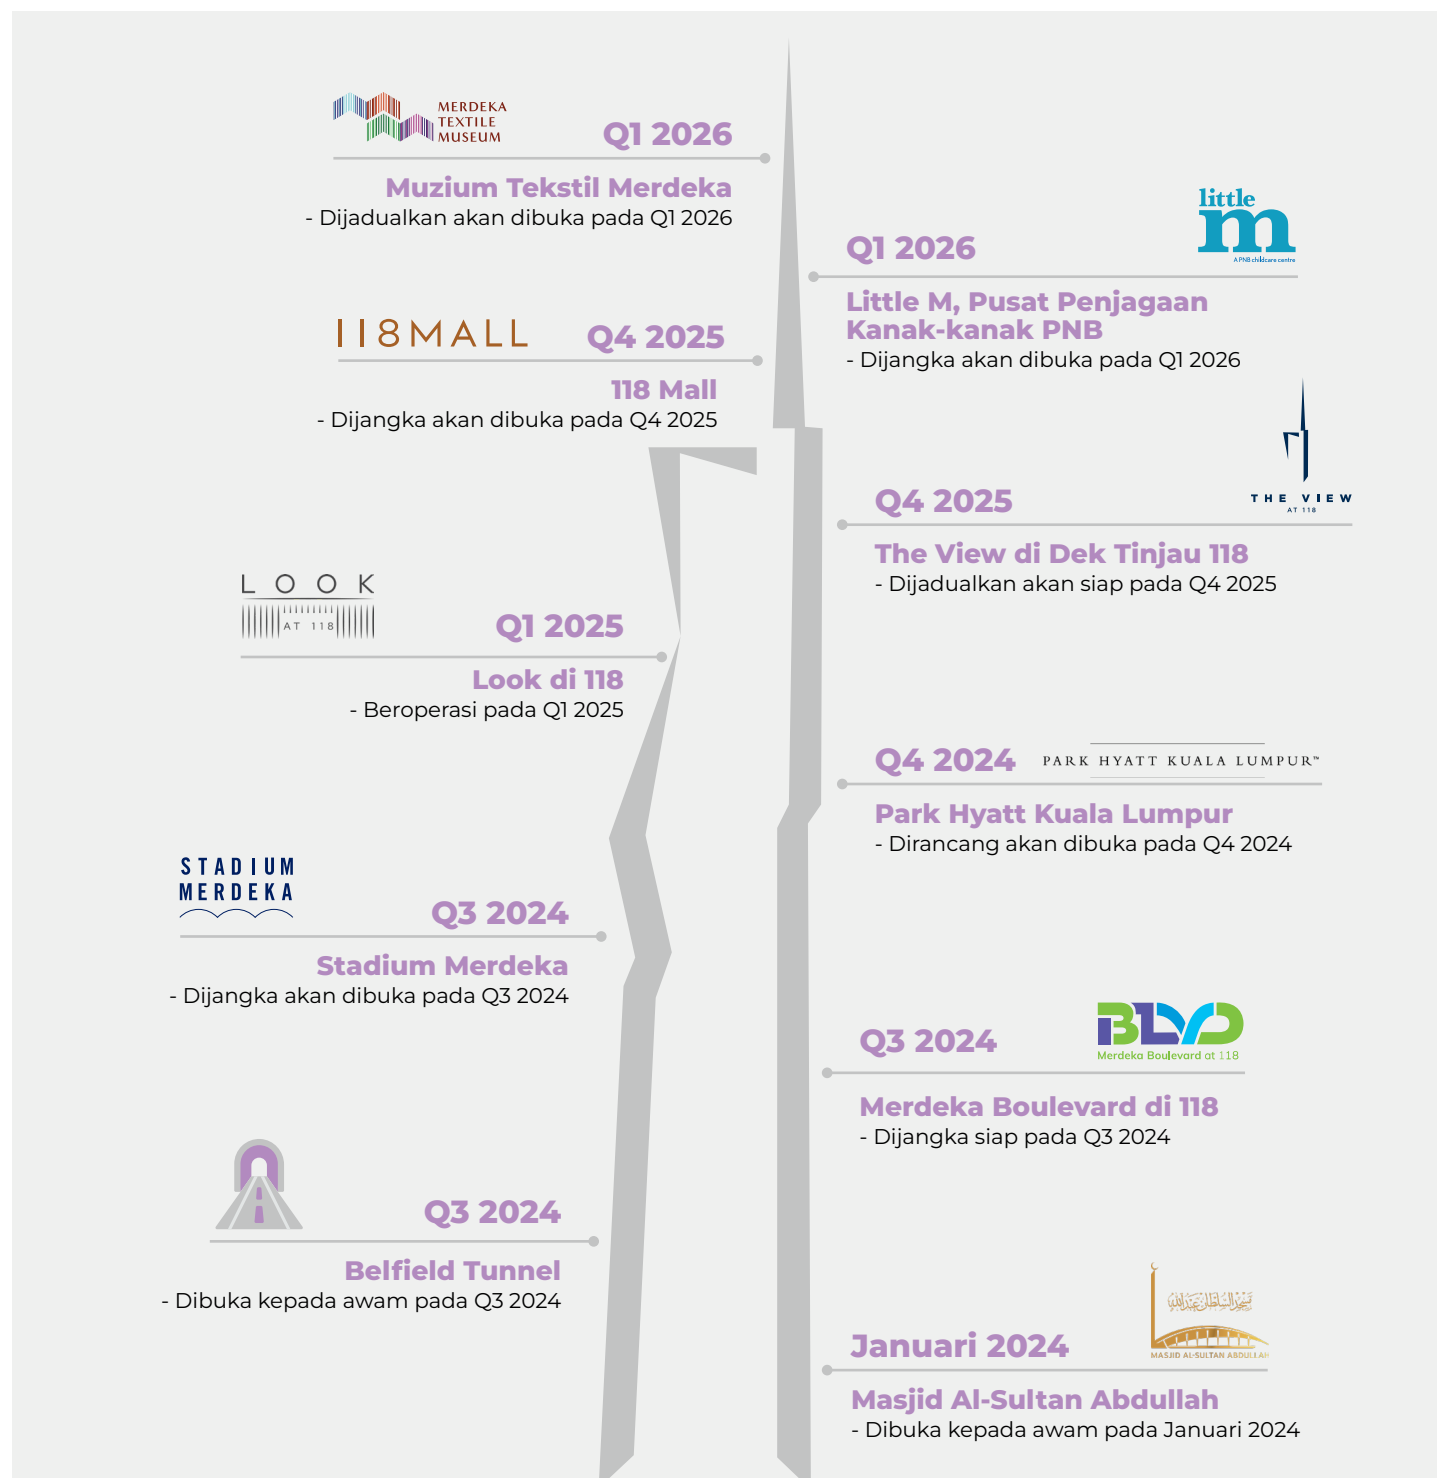 MERDEKA
TEXTILE
MUSEUM
Q1 2026
Muzium Tekstil Merdeka
- Dijadualkan akan dibuka pada Q1 2026
little
m
A PNB childcare centre
Q1 2026
Little M, Pusat Penjagaan
Kanak-kanak PNB
- Dijangka akan dibuka pada Q1 2026
118MALL
Q4 2025
118 Mall
- Dijangka akan dibuka pada Q4 2025
THE VIEW
AT 118
Q4 2025
The View di Dek Tinjau 118
- Dijadualkan akan siap pada Q4 2025
LOOK
AT 118
Q1 2025
Look di 118
- Beroperasi pada Q1 2025
Q4 2024
PARK HYATT KUALA LUMPUR™
Park Hyatt Kuala Lumpur
- Dirancang akan dibuka pada Q4 2024
STADIUM
MERDEKA
Q3 2024
Stadium Merdeka
- Dijangka akan dibuka pada Q3 2024
BLVD
Merdeka Boulevard at 118
Q3 2024
Merdeka Boulevard di 118
- Dijangka siap pada Q3 2024
Q3 2024
Belfield Tunnel
- Dibuka kepada awam pada Q3 2024
مسجد السلطان عبدالله
MASJID AL-SULTAN ABDULLAH
Januari 2024
Masjid Al-Sultan Abdullah
- Dibuka kepada awam pada Januari 2024